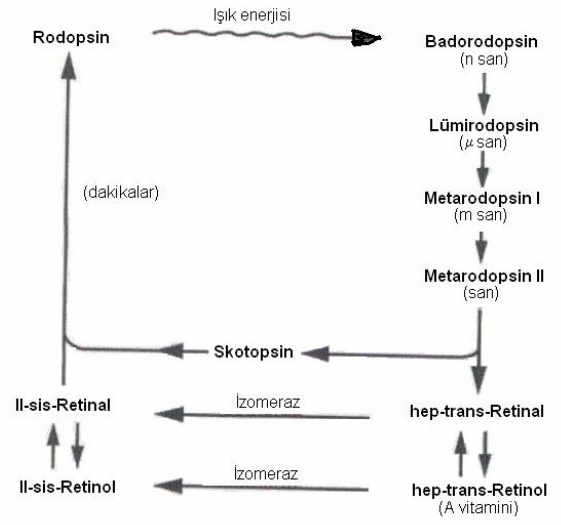 Işık enerjisi
Rodopsin
Badorodopsin
(n san)
Lümirodopsin
(μ san)
(dakikalar)
Metarodopsin I
(m san)
Metarodopsin II
(san)
Skotopsin
II-sis-Retinal
İzomeraz
hep-trans-Retinal
II-sis-Retinol
İzomeraz
hep-trans-Retinol
(A vitamini)